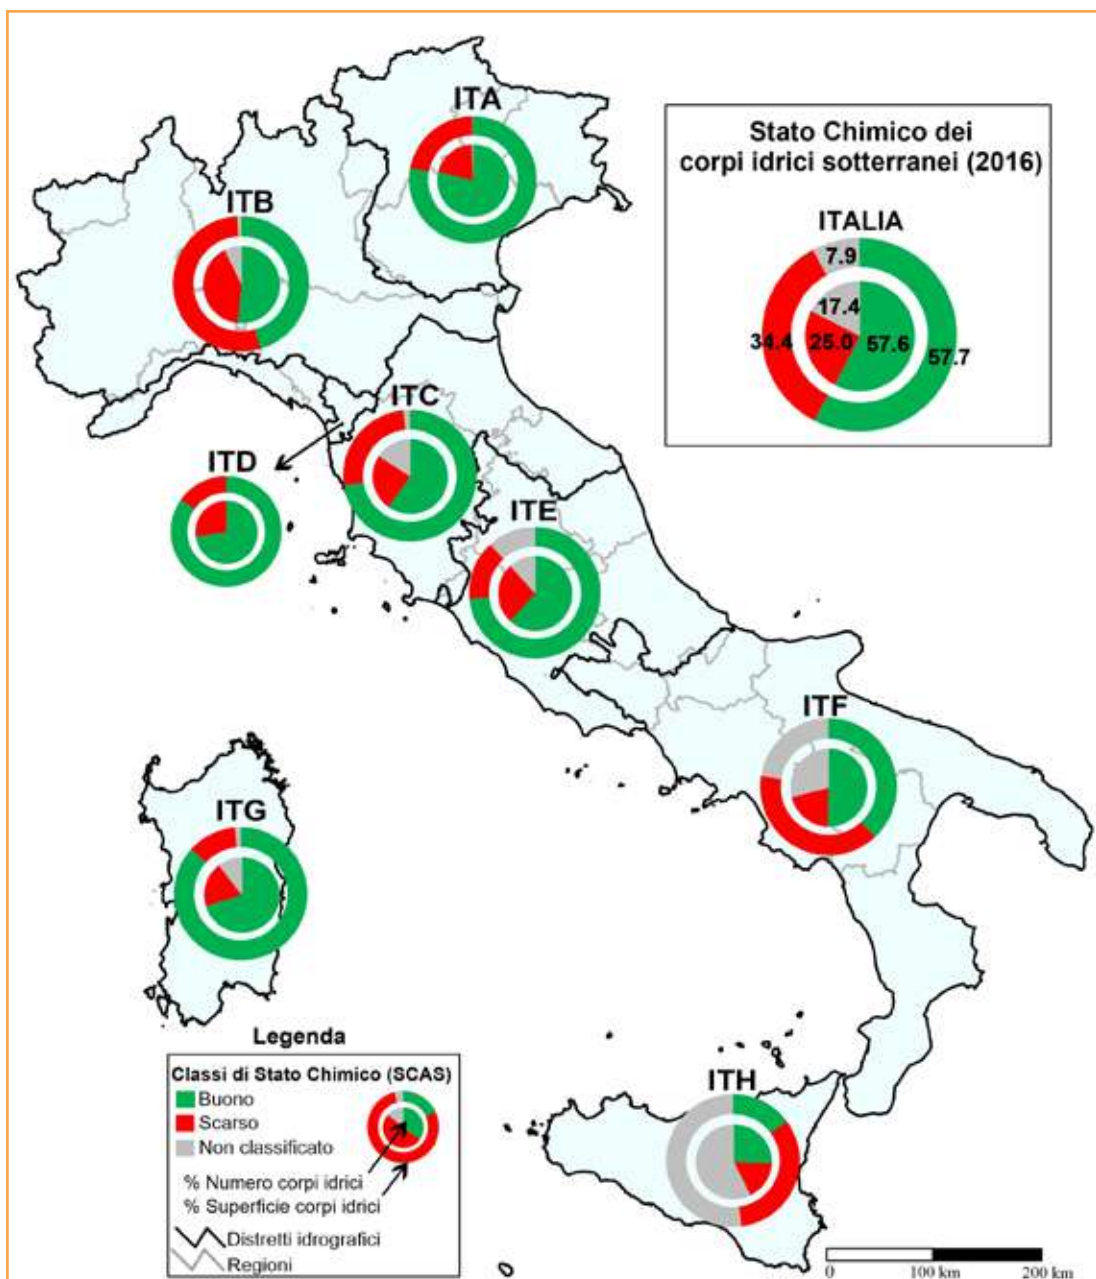 ITA
Stato Chimico dei
corpi idrici sotterranei (2016)
ITALIA
7.9
17.4
34.4
25.0
57.6
57.7
ITB
ITC
ITD
ITE
ITF
ITG
Legenda
Classi di Stato Chimico (SCAS)
Buono
Scarso
Non classificato
% Numero corpi idrici
% Superficie corpi idrici
Distretti idrografici
Regioni
ITH
0 100 km 200 km